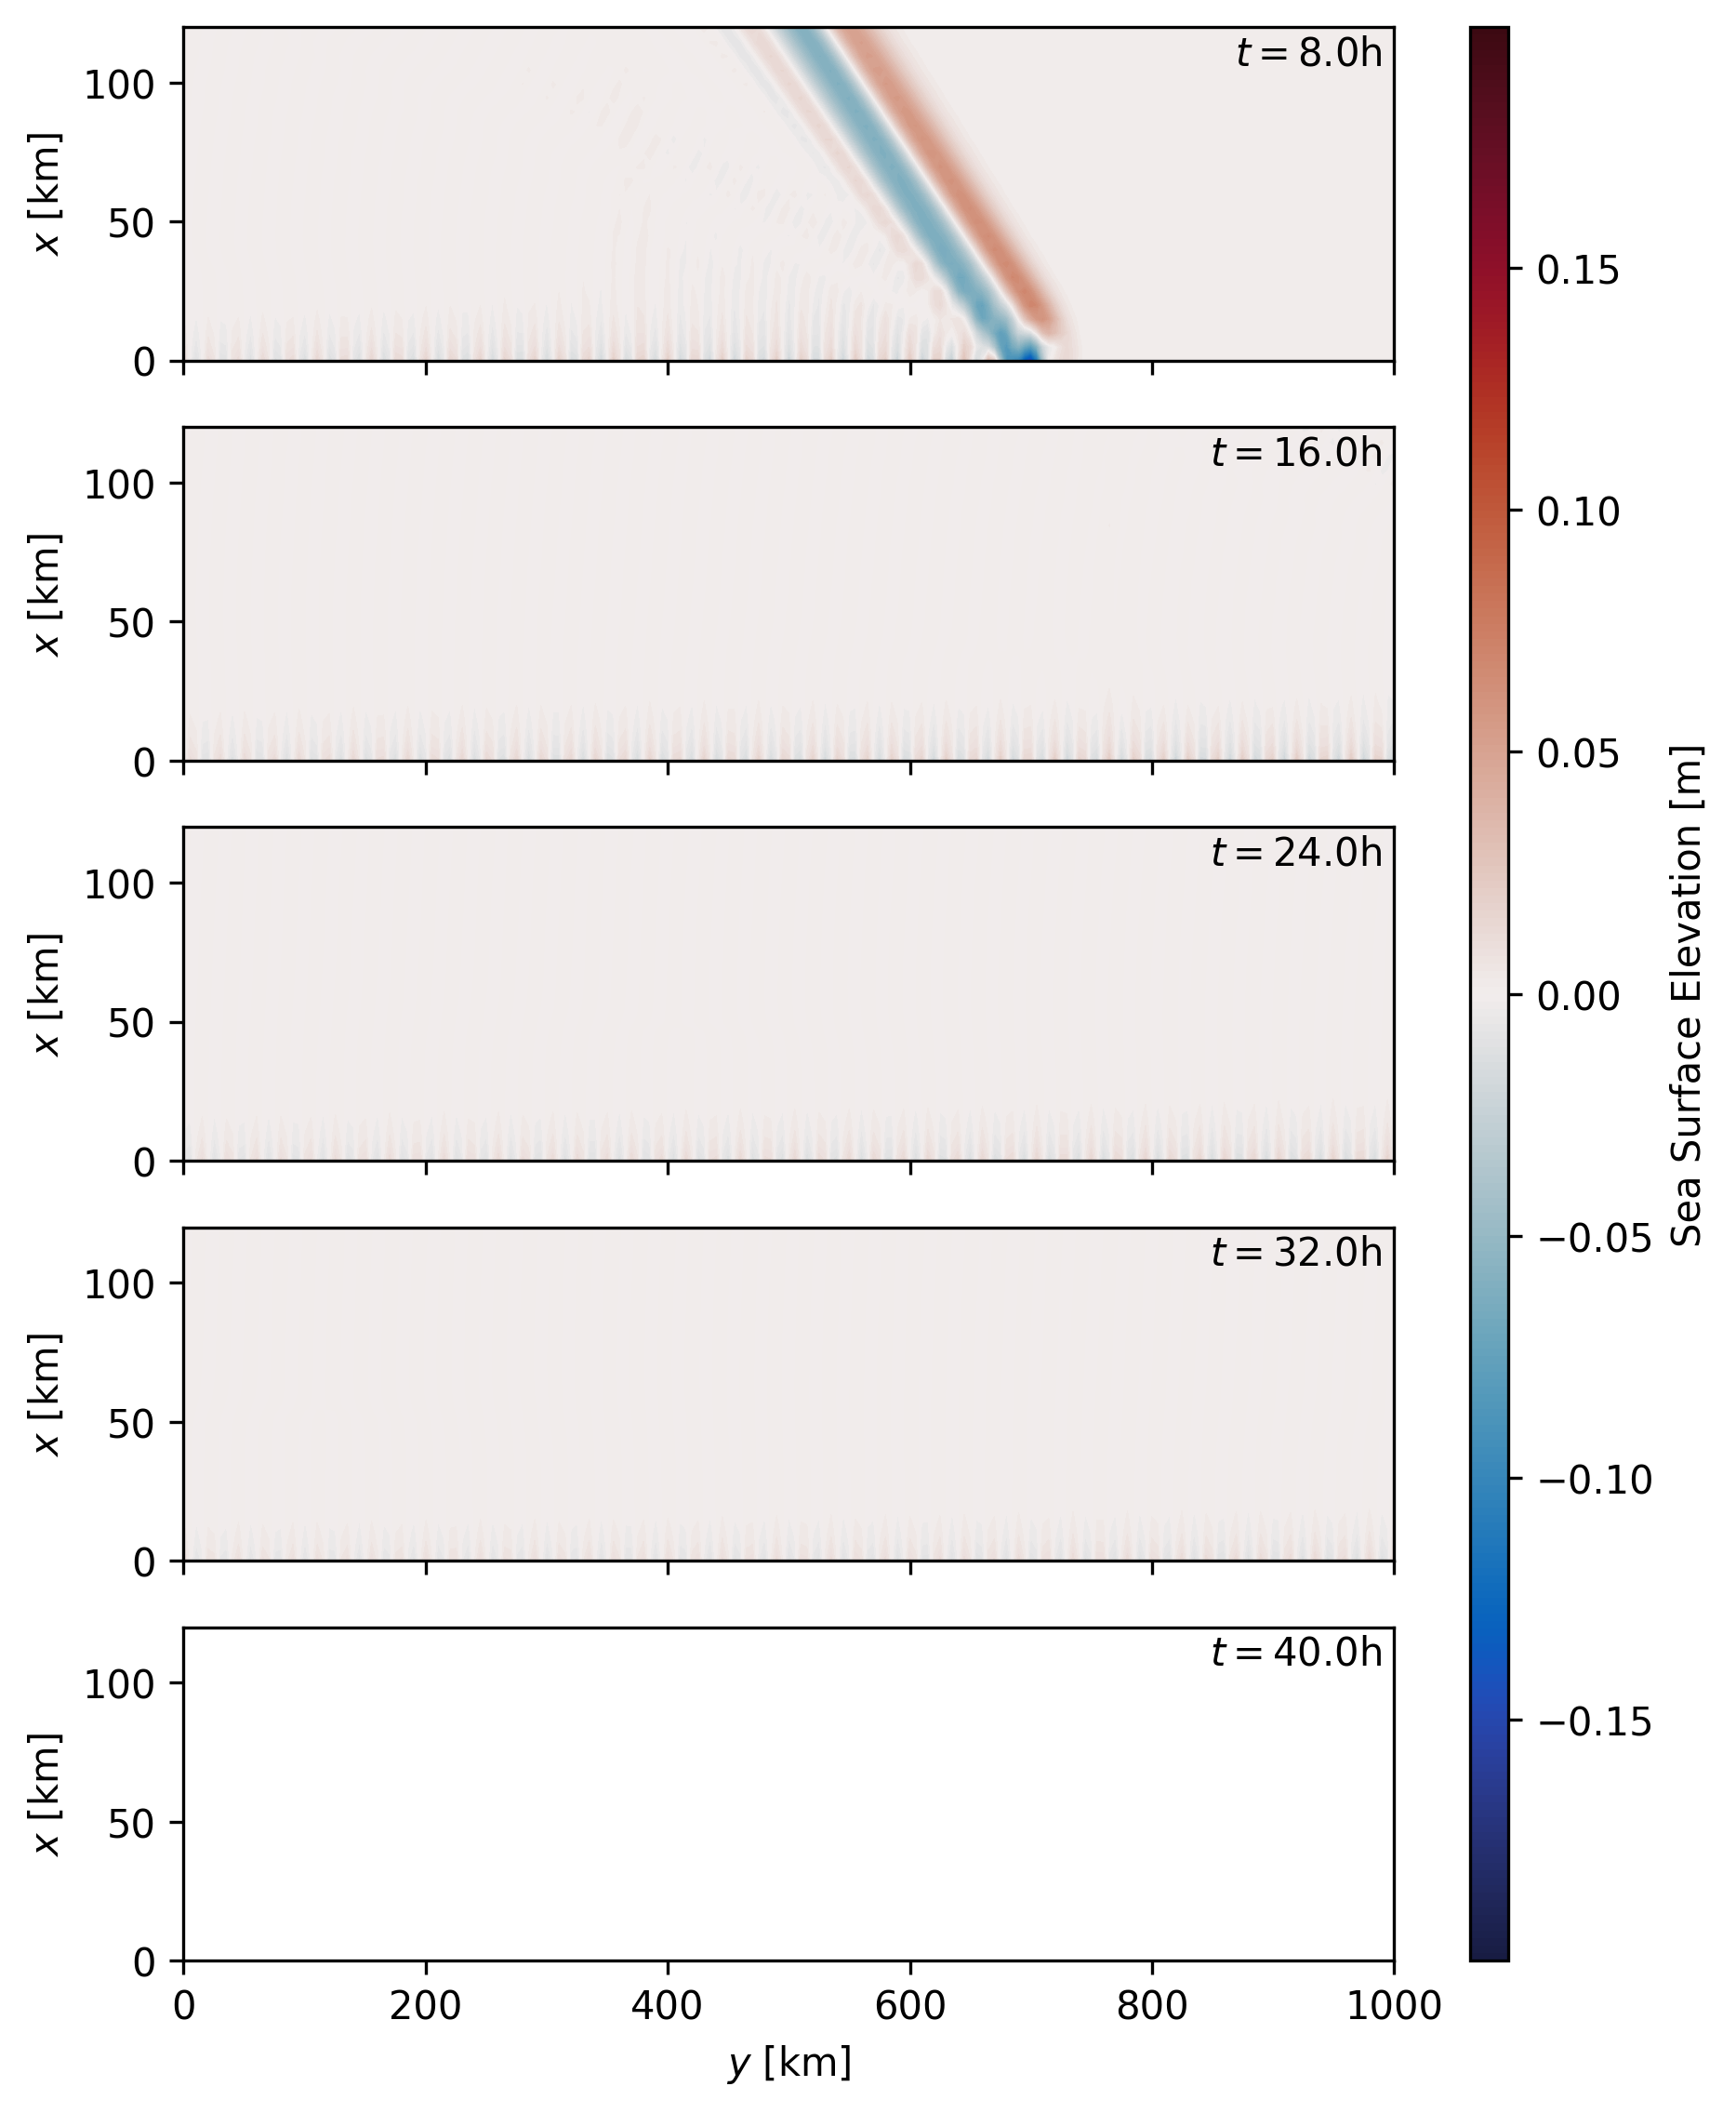 t = 8.0h
100
50
0
x [km]
t = 16.0h
100
50
0
x [km]
t = 24.0h
100
50
0
x [km]
t = 32.0h
100
50
0
x [km]
t = 40.0h
100
50
0
x [km]
0 200 400 600 800 1000
y [km]
0.15
0.10
0.05
0.00
−0.05
−0.10
−0.15
Sea Surface Elevation [m]